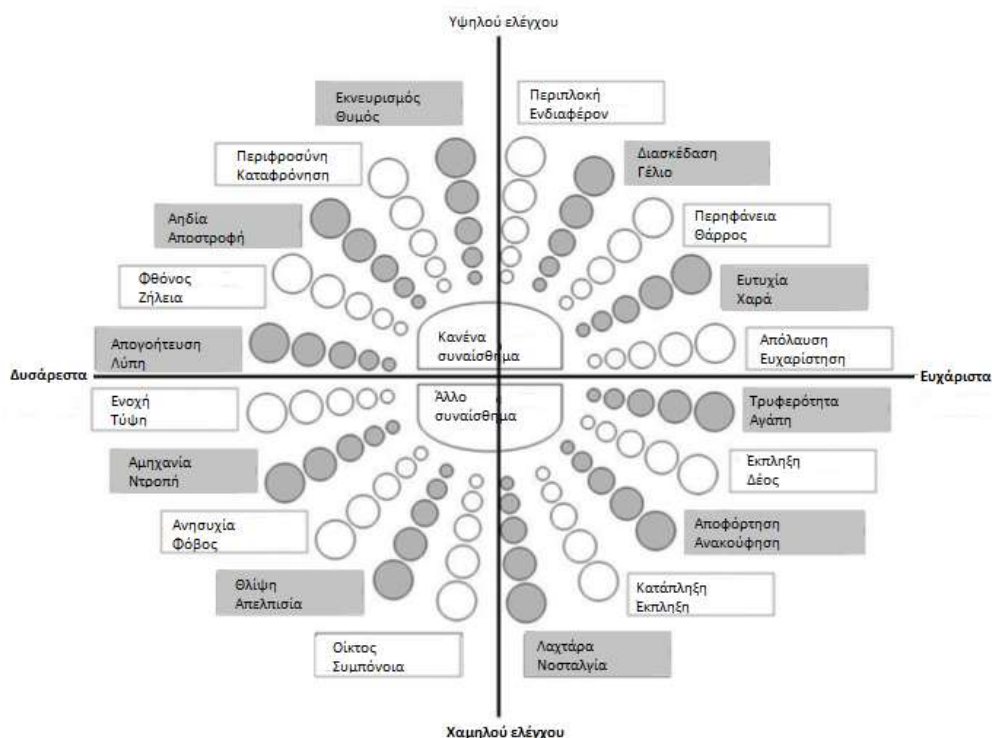 Υψηλού ελέγχου
Εκνευρισμός
Θυμός
Περιπλοκή
Ενδιαφέρον
Περιφροσύνη
Καταφρόνηση
Διασκέδαση
Γέλιο
Αηδία
Αποστροφή
Περηφάνεια
Θάρρος
Φθόνος
Ζήλεια
Ευτυχία
Χαρά
Απογοήτευση
Λύπη
Κανένα
συναίσθημα
Απόλαυση
Ευχαρίστηση
Δυσάρεστα
Ευχάριστα
Ενοχή
Τύψη
Άλλο
συναίσθημα
Τρυφερότητα
Αγάπη
Αμηχανία
Ντροπή
Έκπληξη
Δέος
Ανησυχία
Φόβος
Αποφόρτηση
Ανακούφηση
Θλίψη
Απελπισία
Κατάπληξη
Έκπληξη
Οίκτος
Συμπόνοια
Λαχτάρα
Νοσταλγία
Χαμηλού ελέγχου